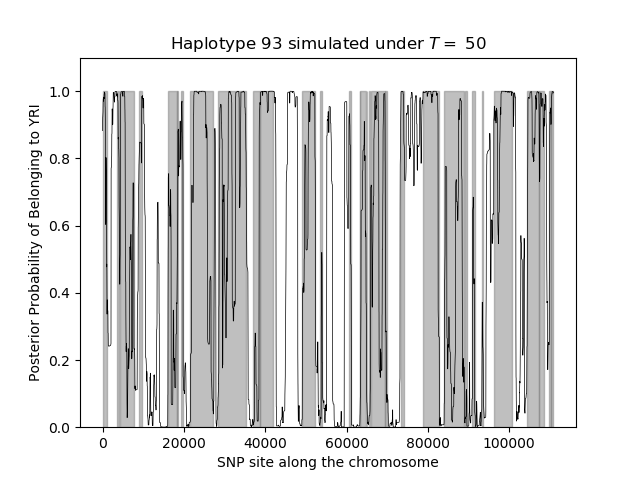 Haplotype 93 simulated under T = 50
Posterior Probability of Belonging to YRI
1.0
0.8
0.6
0.4
0.2
0.0
0 20000 40000 60000 80000 100000
SNP site along the chromosome